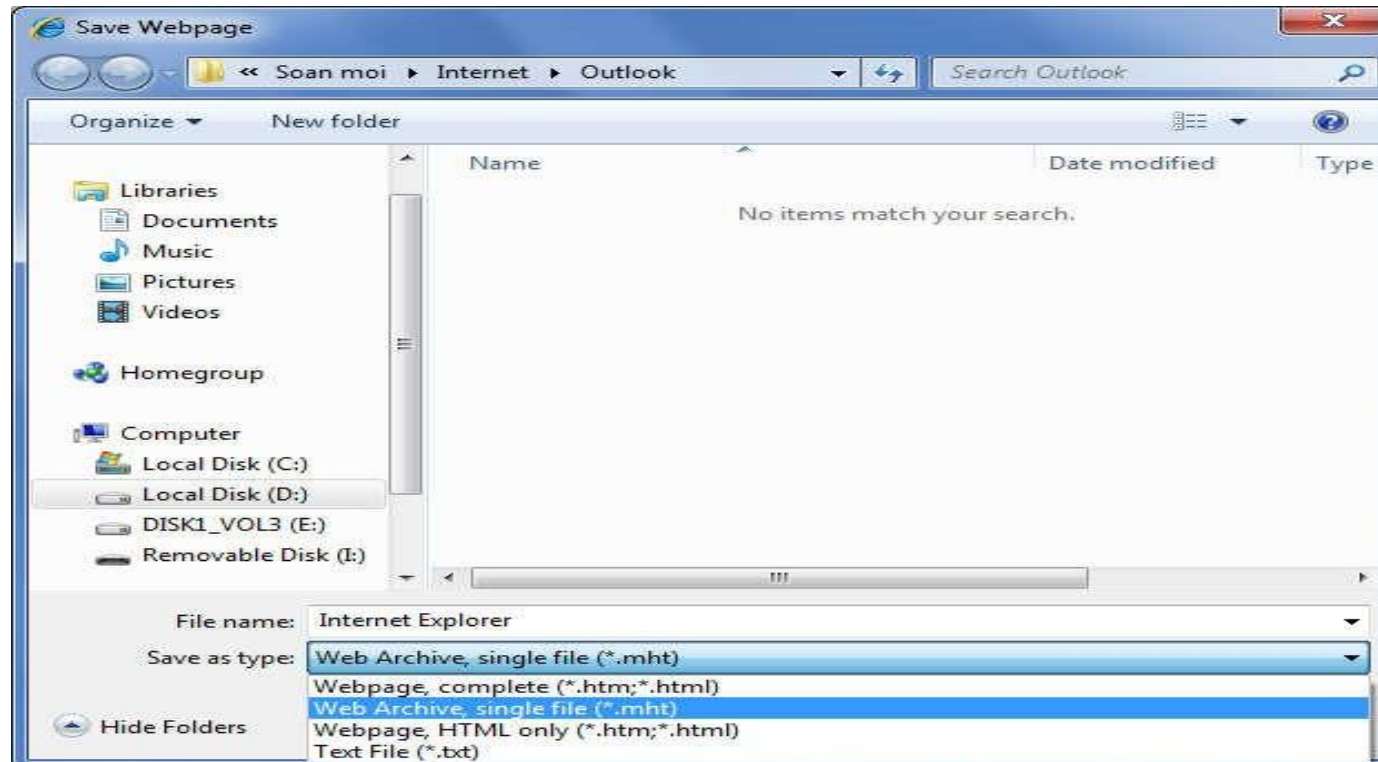 Save Webpage
« Soan moi ▸ Internet ▸ Outlook
Search Outlook
Organize
New folder
Name
Date modified
Type
No items match your search.
Libraries
Documents
Music
Pictures
Videos
Homegroup
Computer
Local Disk (C:)
Local Disk (D:)
DISK1_VOL3 (E:)
Removable Disk (I:)
File name: Internet Explorer
Save as type: Web Archive, single file (*.mht)
Webpage, complete (*.htm;*.html)
Web Archive, single file (*.mht)
Hide Folders
Webpage, HTML only (*.htm;*.html)
Text File (*.txt)